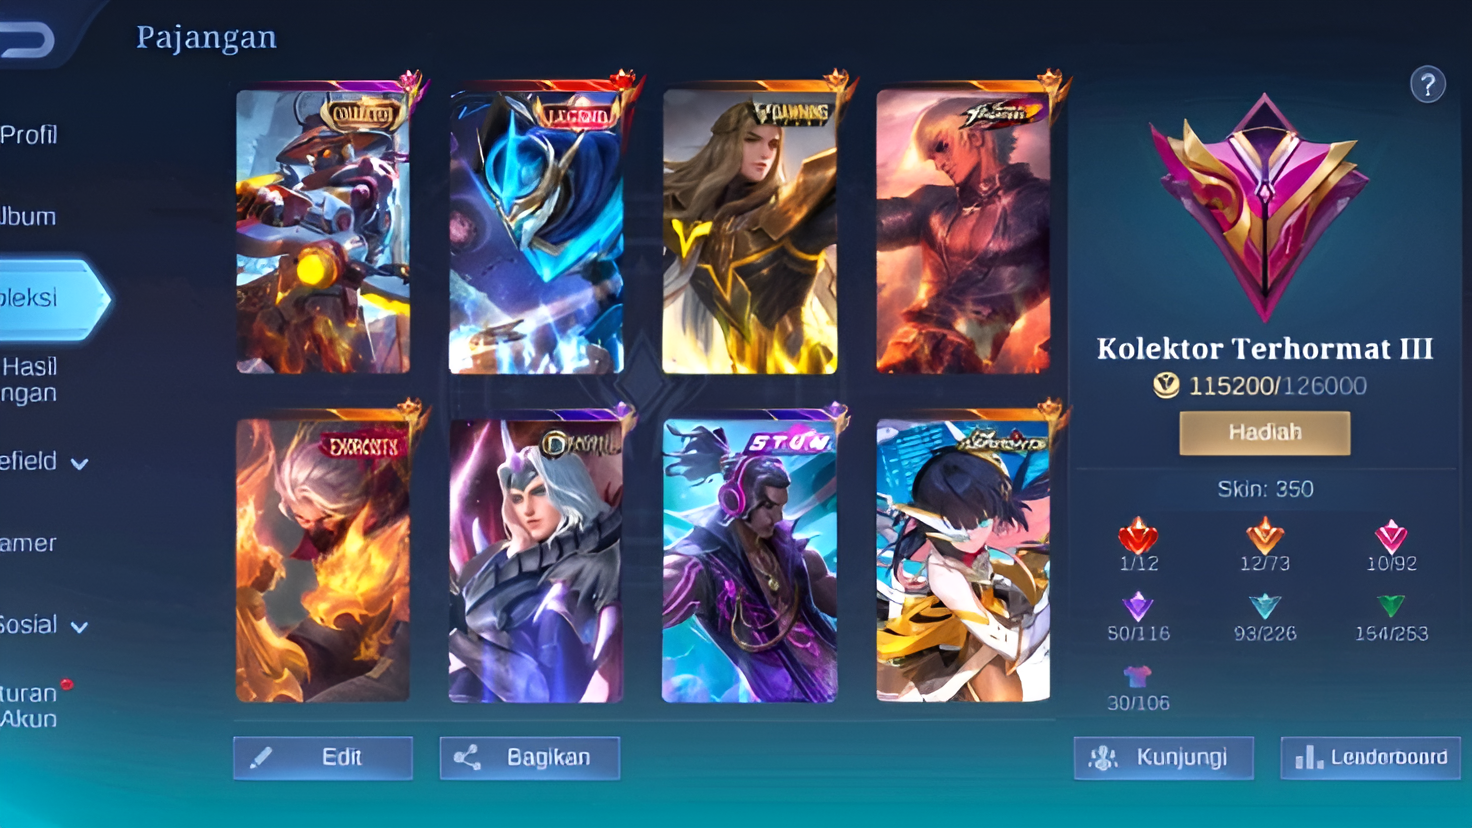 Pajangan
Profil
lbum
oleksi
Hasil
ngan
efield
amer
Sosial
turan
Akun
LEGEND
EXORCISTS
STUN
Kolektor Terhormat III
115200/126000
Hadiah
Skin: 350
1/12
12/73
10/92
50/116
93/226
154/253
30/106
Edit
Bagikan
Kunjungi
Leaderboard
?